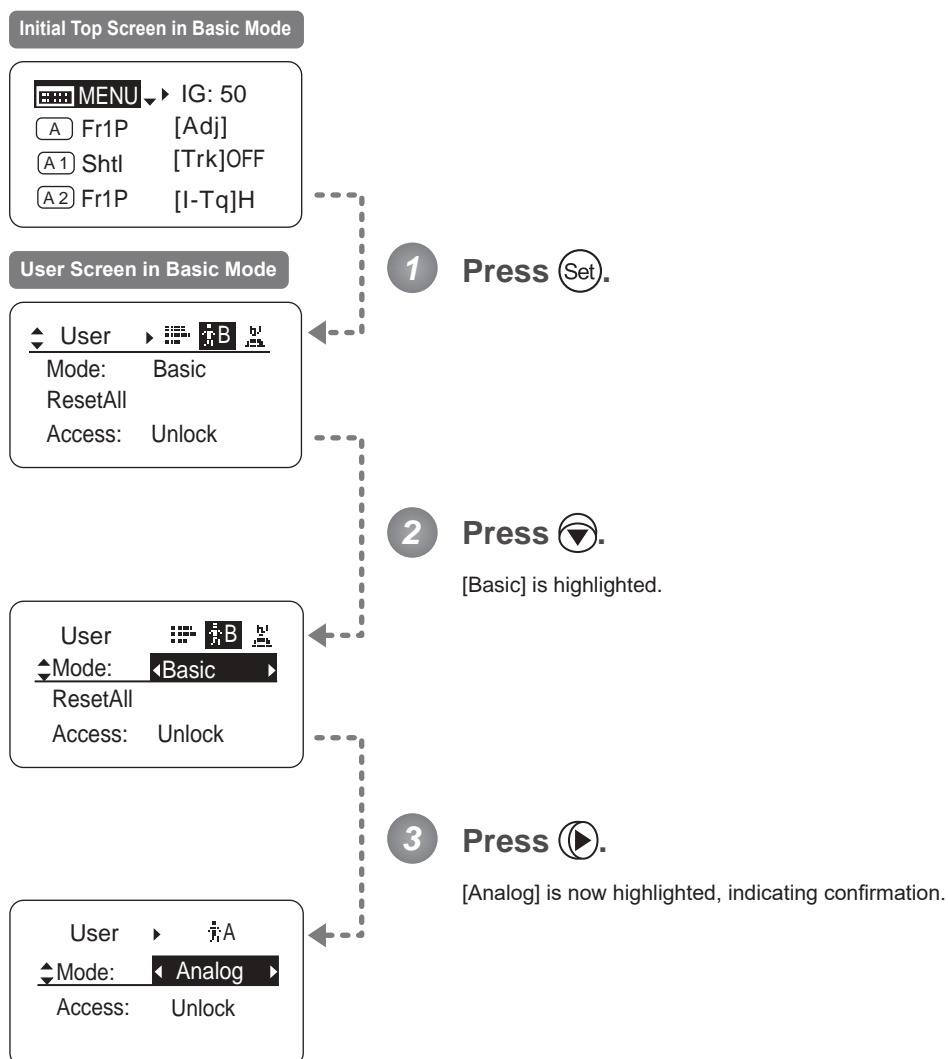 Initial Top Screen in Basic Mode
MENU IG: 50
A Fr1P [Adj]
A1 Shtl [Trk]OFF
A2 Fr1P [I-Tq]H
User Screen in Basic Mode
1 Press Set.
User B
Mode: Basic
ResetAll
Access: Unlock
2 Press .
[Basic] is highlighted.
User B
Mode: Basic
ResetAll
Access: Unlock
3 Press .
[Analog] is now highlighted, indicating confirmation.
User A
Mode: Analog
Access: Unlock